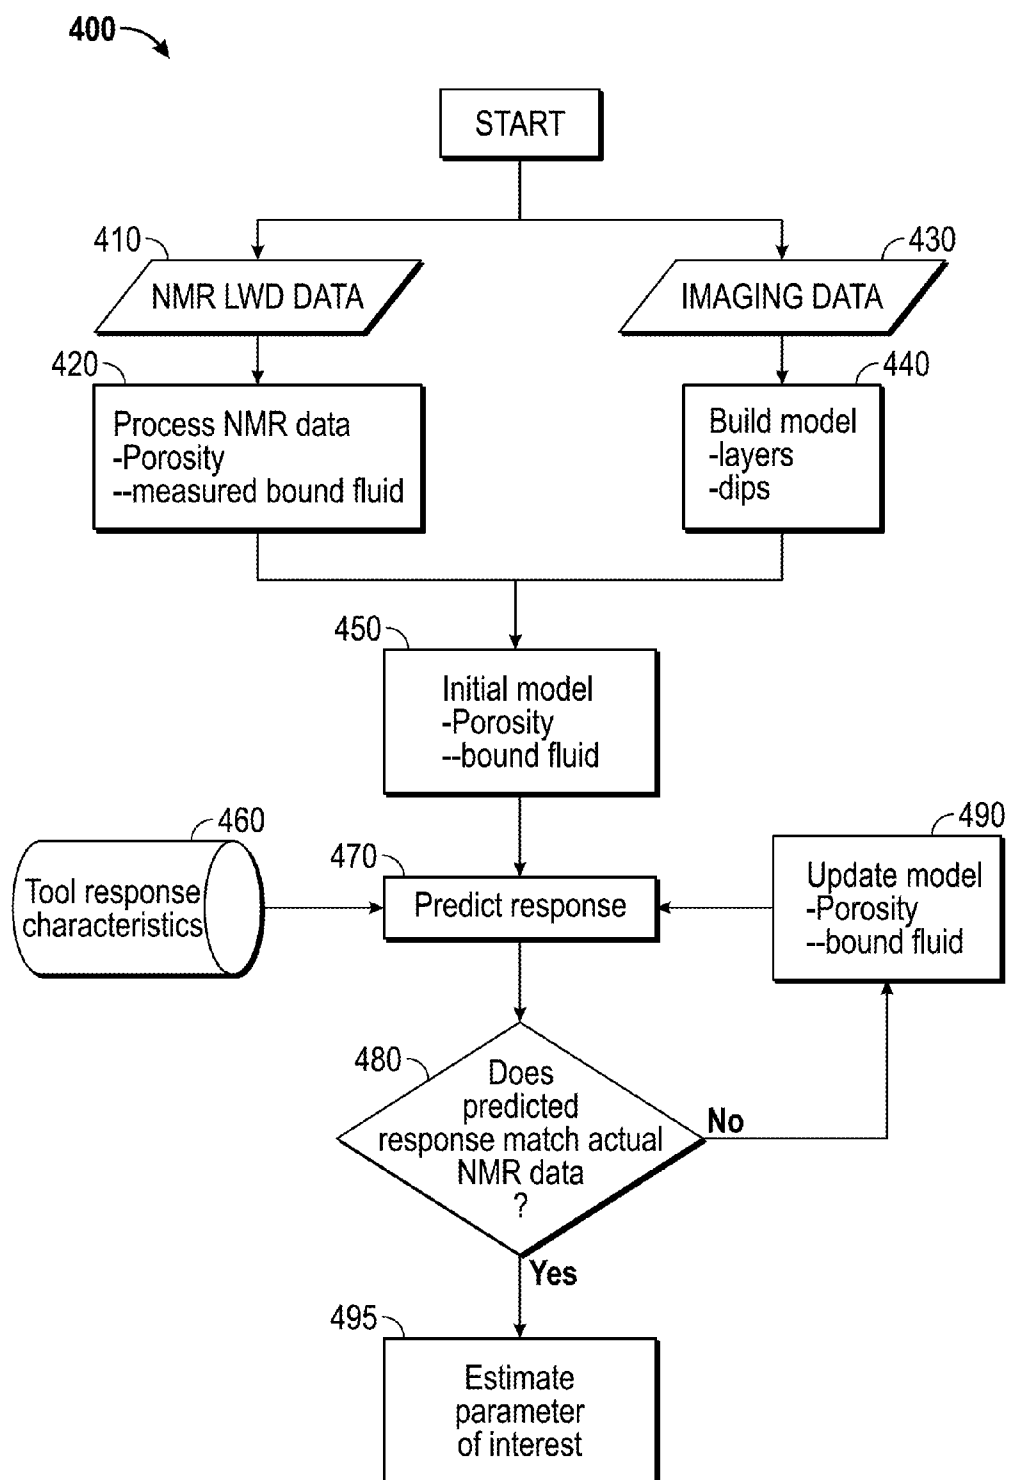 400
START
410
430
NMR LWD DATA
IMAGING DATA
420
440
Process NMR data
-Porosity
--measured bound fluid
Build model
-layers
-dips
450
Initial model
-Porosity
--bound fluid
460
Tool response
characteristics
470
Predict response
490
Update model
-Porosity
--bound fluid
480
Does
predicted
response match actual
NMR data
?
No
Yes
495
Estimate
parameter
of interest